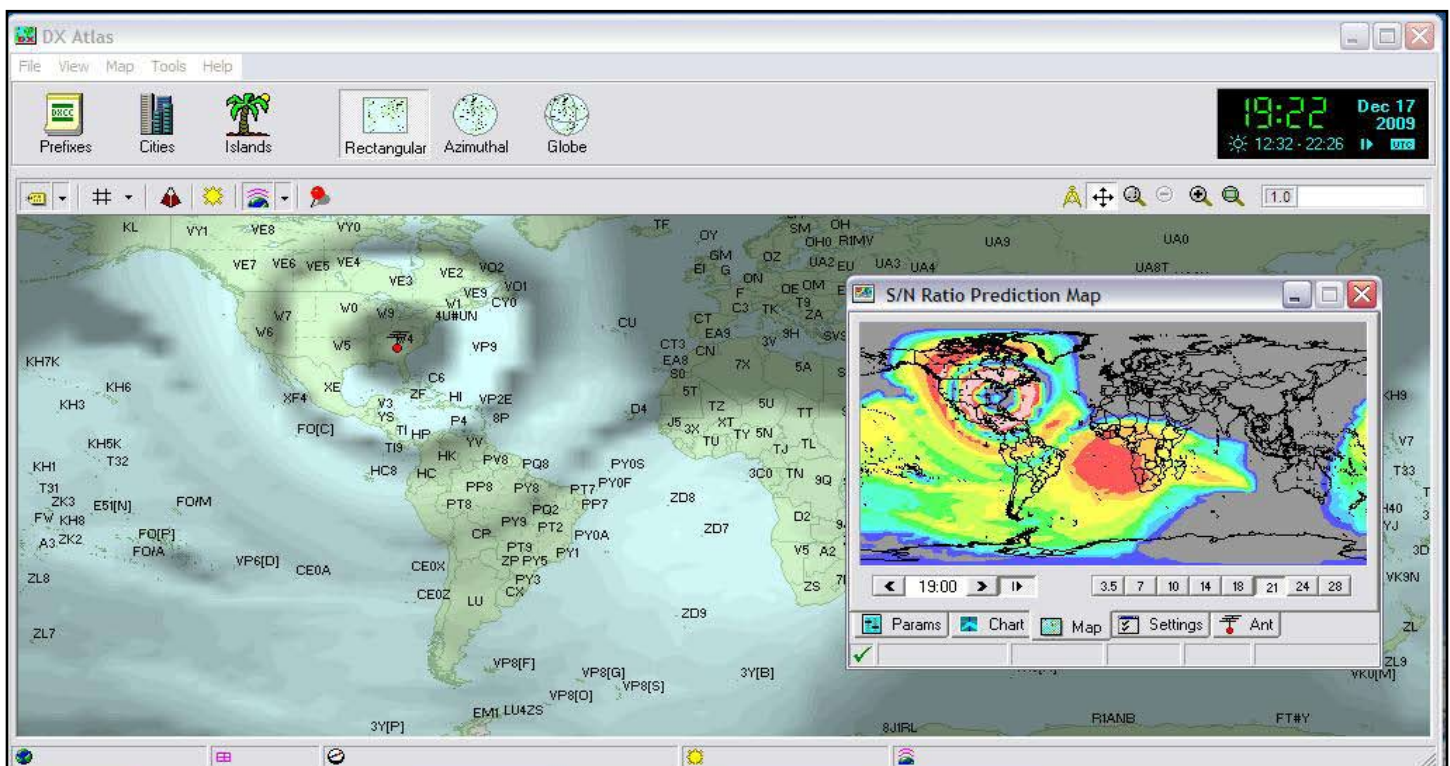 DX Atlas
File View Map Tools Help
DXCC
Prefixes Cities Islands Rectangular Azimuthal Globe
19:22 Dec 17 2009
12:32 - 22:26 UTC
1.0
KL VY1 VE8 VY0 TF OY SM OH
OH0 R1MV UA9 UA0
VE7 VE6 VE5 VE4 VE3 VE2 VO2 EI GM G OZ UA2 EU UA3 UA4 UA8T
VE9 VO1 ON OE OM
W7 W0 W9 W1 CY0 F T9
4U#UN CU CT C3 TK ZA
W6 W5 W4 VP9 EA9 3V 9H
KH7K C6 CT3 CN 7X 5A
KH6 XE ZF EA8 S0
KH3 XF4 V3 HI VP2E D4 5T TZ 5U TT KH9
FO[C] YS TI HP P4 8P J5 3X XT TU TY 5N
KH5K TI9 YV TJ TL V7
KH1 T32 HC8 HC HK PV8 PQ8 PY0S 3C0 TN 9Q T33
T31 PP8 PY8 PT7 PY0F
ZK3 E51[N] FO/M PT8 PQ2 PP7 ZD8 D2
FW KH8 FO[P] CP PY9 PT2 PY0A ZD7
A3 ZK2 FO/A VP6[D] CE0A CE0X PT9 PY1 V5 A2 3D
ZL8 ZP PY5 ZS VK9N
CE0Z LU CX PY3 ZD9
ZL7 ZL
VP8[F] VP8[G] 3Y[B] ZL9
VP8[O] VP8[S]
EM1 LU4ZS
3Y[P] 8J1RL R1ANB FT#Y
S/N Ratio Prediction Map
19:00 3.5 7 10 14 18 21 24 28
Params Chart Map Settings Ant